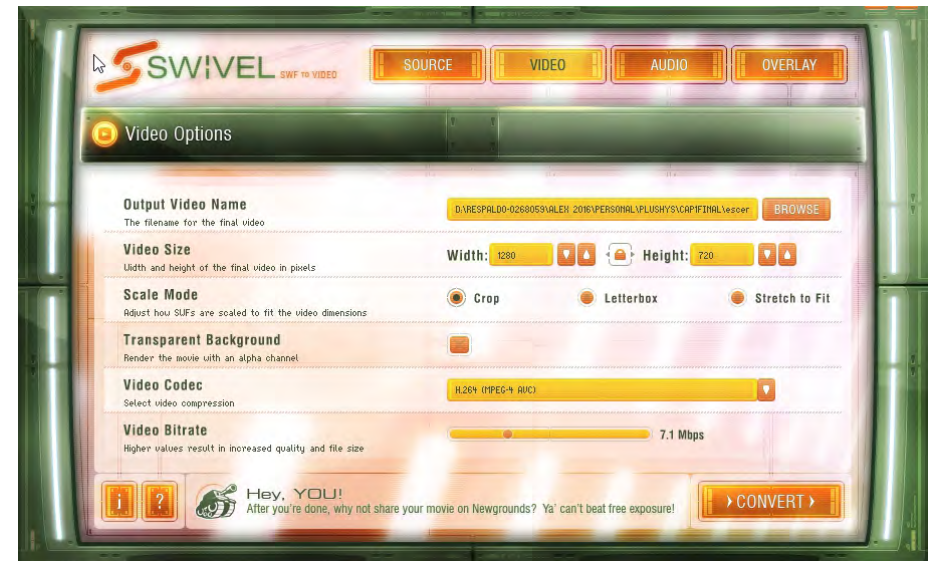 SWIVEL SWF TO VIDEO
SOURCE VIDEO AUDIO OVERLAY
Video Options
Output Video Name
The filename for the final video
D:\RESPALDO-0268059\ALEX 2016\PERSONAL\PLUSHYS\CAP1FINAL\escer BROWSE
Video Size
Width and height of the final video in pixels
Width: 1280 Height: 720
Scale Mode
Adjust how SWFs are scaled to fit the video dimensions
Crop Letterbox Stretch to Fit
Transparent Background
Render the movie with an alpha channel
Video Codec
Select video compression
H.264 (MPEG-4 AVC)
Video Bitrate
Higher values result in increased quality and file size
7.1 Mbps
i ? Hey, YOU!
After you're done, why not share your movie on Newgrounds? Ya' can't beat free exposure!
CONVERT